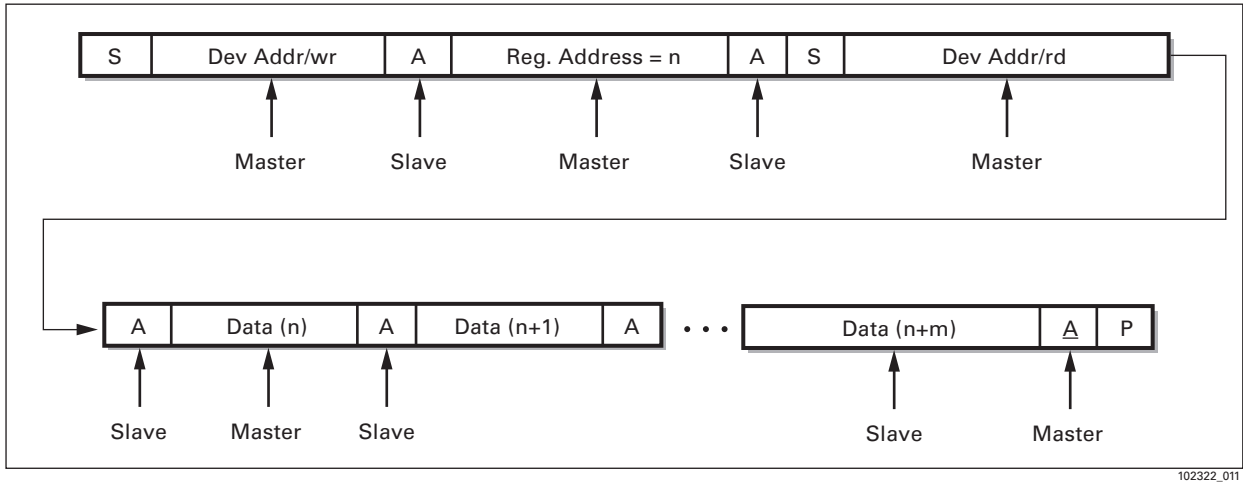 S Dev Addr/wr A Reg. Address = n A S Dev Addr/rd
Master Slave Master Slave Master
A Data (n) A Data (n+1) A • • • Data (n+m) A P
Slave Master Slave Slave Master
102322_011